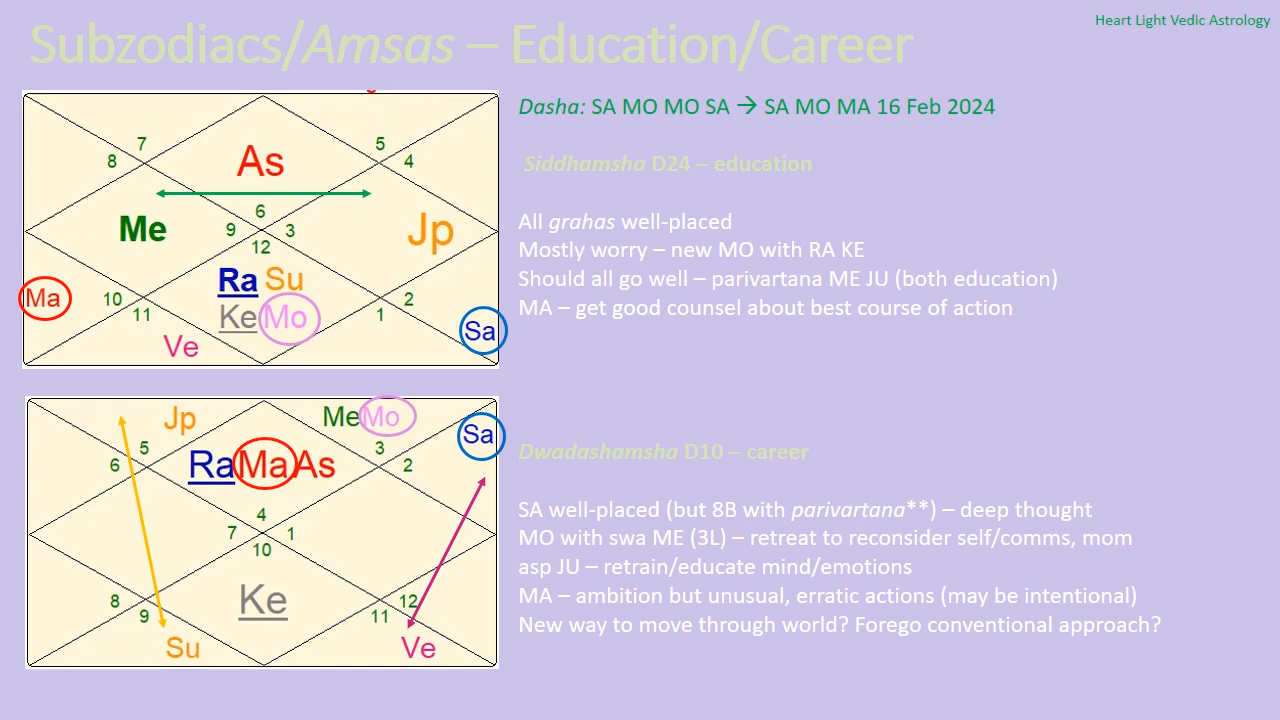 Heart Light Vedic Astrology
Subzodiacs/Amsas – Education/Career
Dasha: SA MO MO SA → SA MO MA 16 Feb 2024
Siddhamsha D24 – education
All grahas well-placed
Mostly worry – new MO with RA KE
Should all go well – parivartana ME JU (both education)
MA – get good counsel about best course of action
7 5
8 As 4
6
Me 9 3 Jp
12
Ra Su
Ma 10 Ke Mo 2
11 1 Sa
Ve
Dwadashamsha D10 – career
SA well-placed (but 8B with parivartana**) – deep thought
MO with swa ME (3L) – retreat to reconsider self/comms, mom
asp JU – retrain/educate mind/emotions
MA – ambition but unusual, erratic actions (may be intentional)
New way to move through world? Forego conventional approach?
Jp Me Mo
Sa
5 3
6 Ra Ma As 2
4
7 1
10
8 Ke 12
9 11
Su Ve